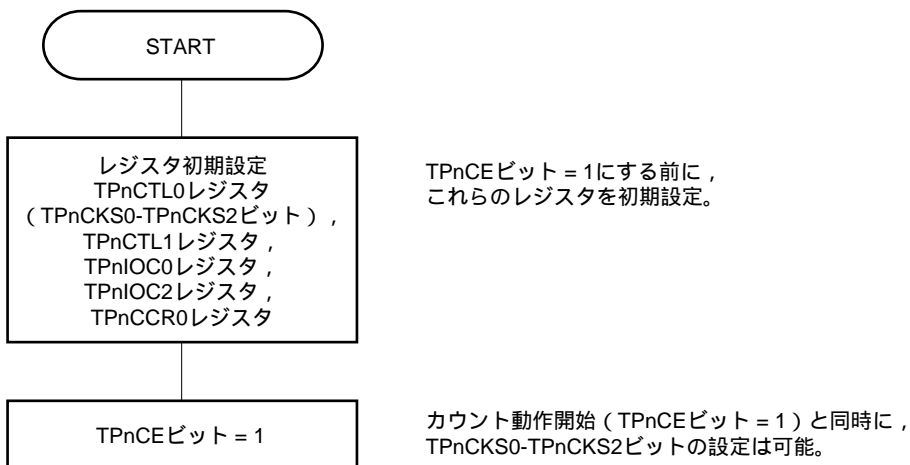 START
レジスタ初期設定
TPnCTL0レジスタ
(TPnCKS0-TPnCKS2ビット),
TPnCTL1レジスタ,
TPnIOC0レジスタ,
TPnIOC2レジスタ,
TPnCCR0レジスタ
TPnCEビット = 1にする前に,
これらのレジスタを初期設定。
TPnCEビット = 1
カウント動作開始(TPnCEビット = 1)と同時に,
TPnCKS0-TPnCKS2ビットの設定は可能。